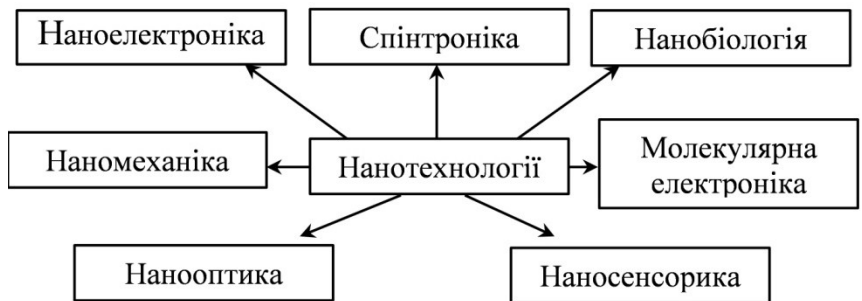 Наноелектроніка
Спінтроніка
Нанобіологія
Наномеханіка
Нанотехнології
Молекулярна
електроніка
Нанооптика
Наносенсорика